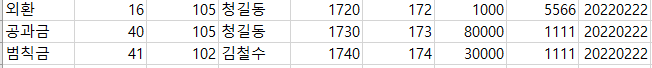 외환 16 105 청길동 1720 172 1000 5566 20220222
공과금 40 105 청길동 1730 173 80000 1111 20220222
범칙금 41 102 김철수 1740 174 30000 1111 20220222